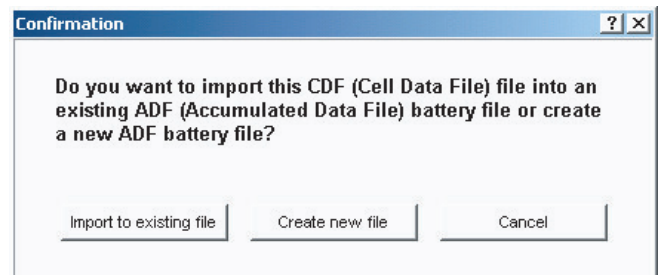 Confirmation
Do you want to import this CDF (Cell Data File) file into an
existing ADF (Accumulated Data File) battery file or create
a new ADF battery file?
Import to existing file Create new file Cancel